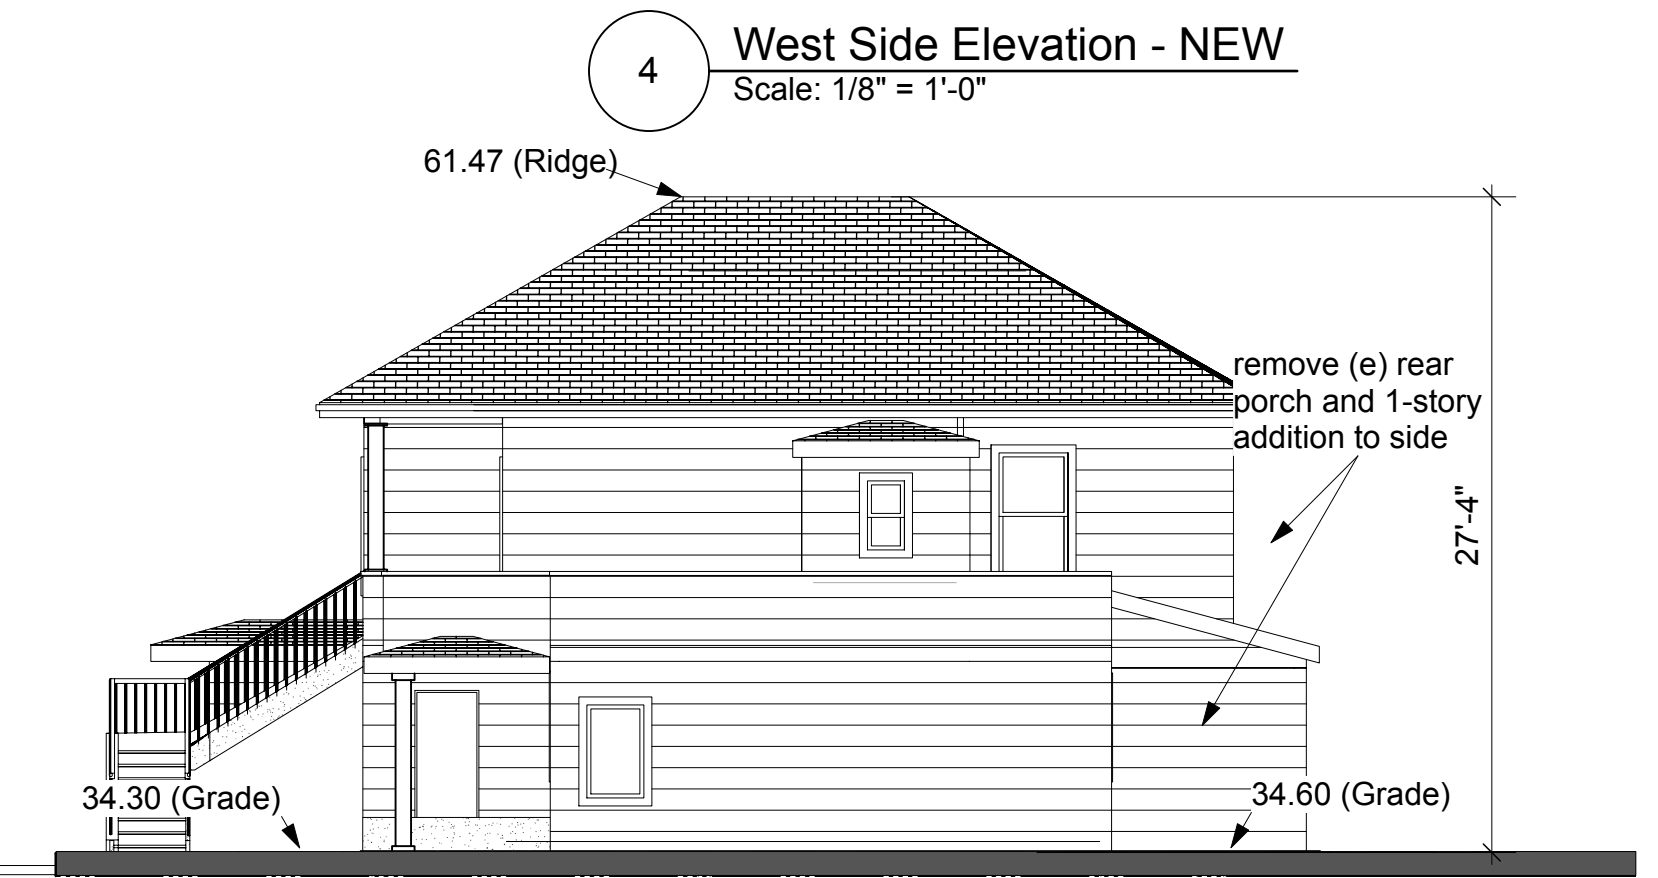 4
West Side Elevation - NEW
Scale: 1/8" = 1'-0"
61.47 (Ridge)
remove (e) rear
porch and 1-story
addition to side
27'-4"
34.30 (Grade)
34.60 (Grade)